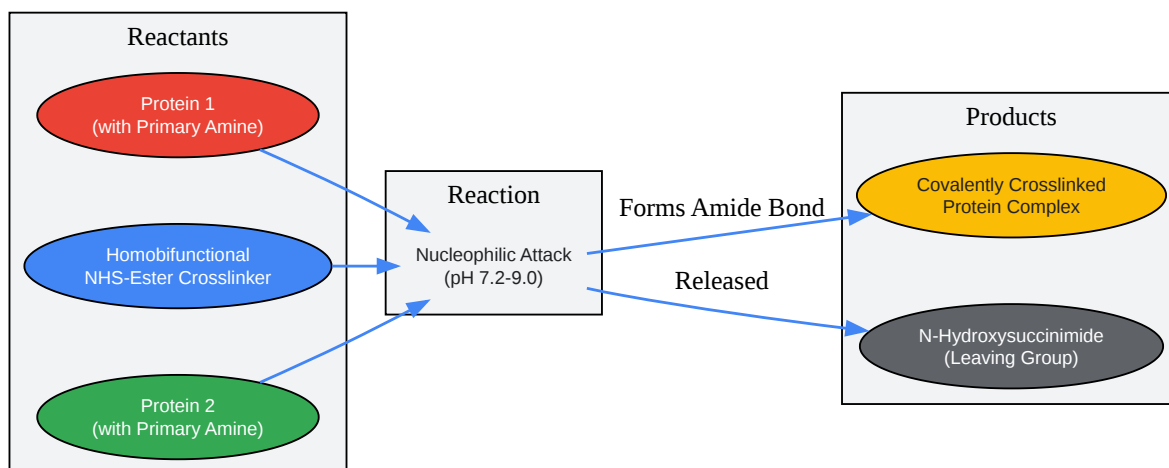 Reactants
Protein 1
(with Primary Amine)
Homobifunctional
NHS-Ester Crosslinker
Protein 2
(with Primary Amine)
Reaction
Nucleophilic Attack
(pH 7.2-9.0)
Forms Amide Bond
Released
Products
Covalently Crosslinked
Protein Complex
N-Hydroxysuccinimide
(Leaving Group)